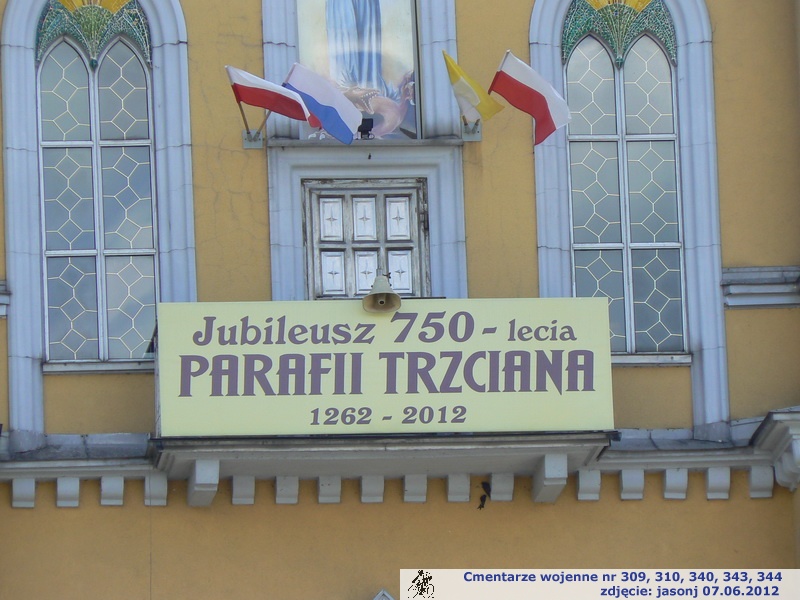 Jubileusz 750 - lecia
PARAFII TRZCIANA
1262 - 2012
Cmentarze wojenne nr 309, 310, 340, 343, 344
zdjęcie: jasonj 07.06.2012